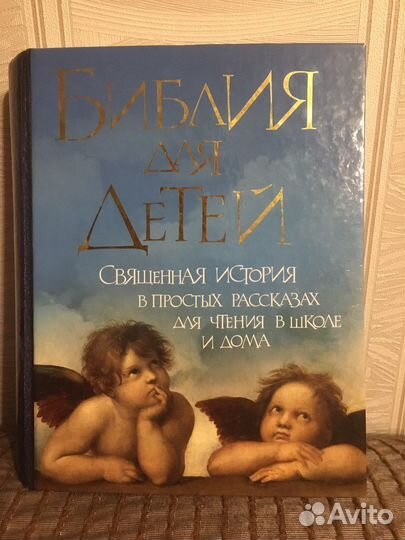 БИБЛИЯ
ДЛЯ
ДЕТЕЙ
СВЯЩЕННАЯ ИСТОРИЯ
В ПРОСТЫХ РАССКАЗАХ
ДЛЯ ЧТЕНИЯ В ШКОЛЕ
И ДОМА
Avito